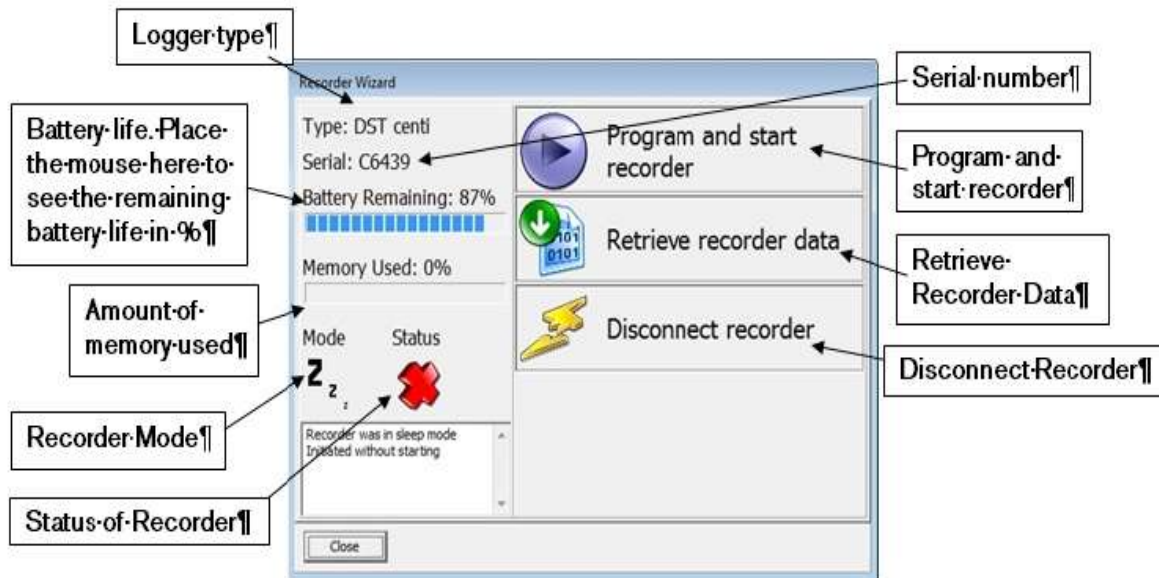 Logger·type¶
Recorder Wizard
Serial·number¶
Battery·life.·Place·
the·mouse·here·to·
see·the·remaining·
battery·life·in·%¶
Type: DST centi
Serial: C6439
Battery Remaining: 87%
Program and start
recorder
Program·and·
start·recorder¶
Retrieve recorder data
Retrieve·
Recorder·Data¶
Memory Used: 0%
Amount·of·
memory·used¶
Disconnect recorder
Disconnect·Recorder¶
Mode Status
Recorder·Mode¶
Recorder was in sleep mode
Initiated without starting
Status·of·Recorder¶
Close